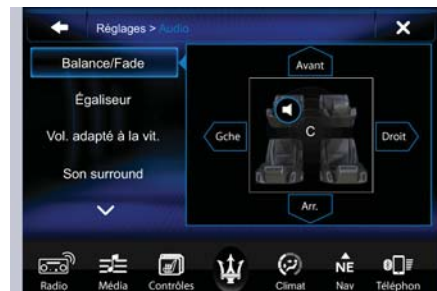 Réglages > Audio
Balance/Fade
Égaliseur
Vol. adapté à la vit.
Son surround
Avant
Gche
C
Droit
Arr.
Radio
Média
Contrôles
Climat
NE
Nav
Téléphon